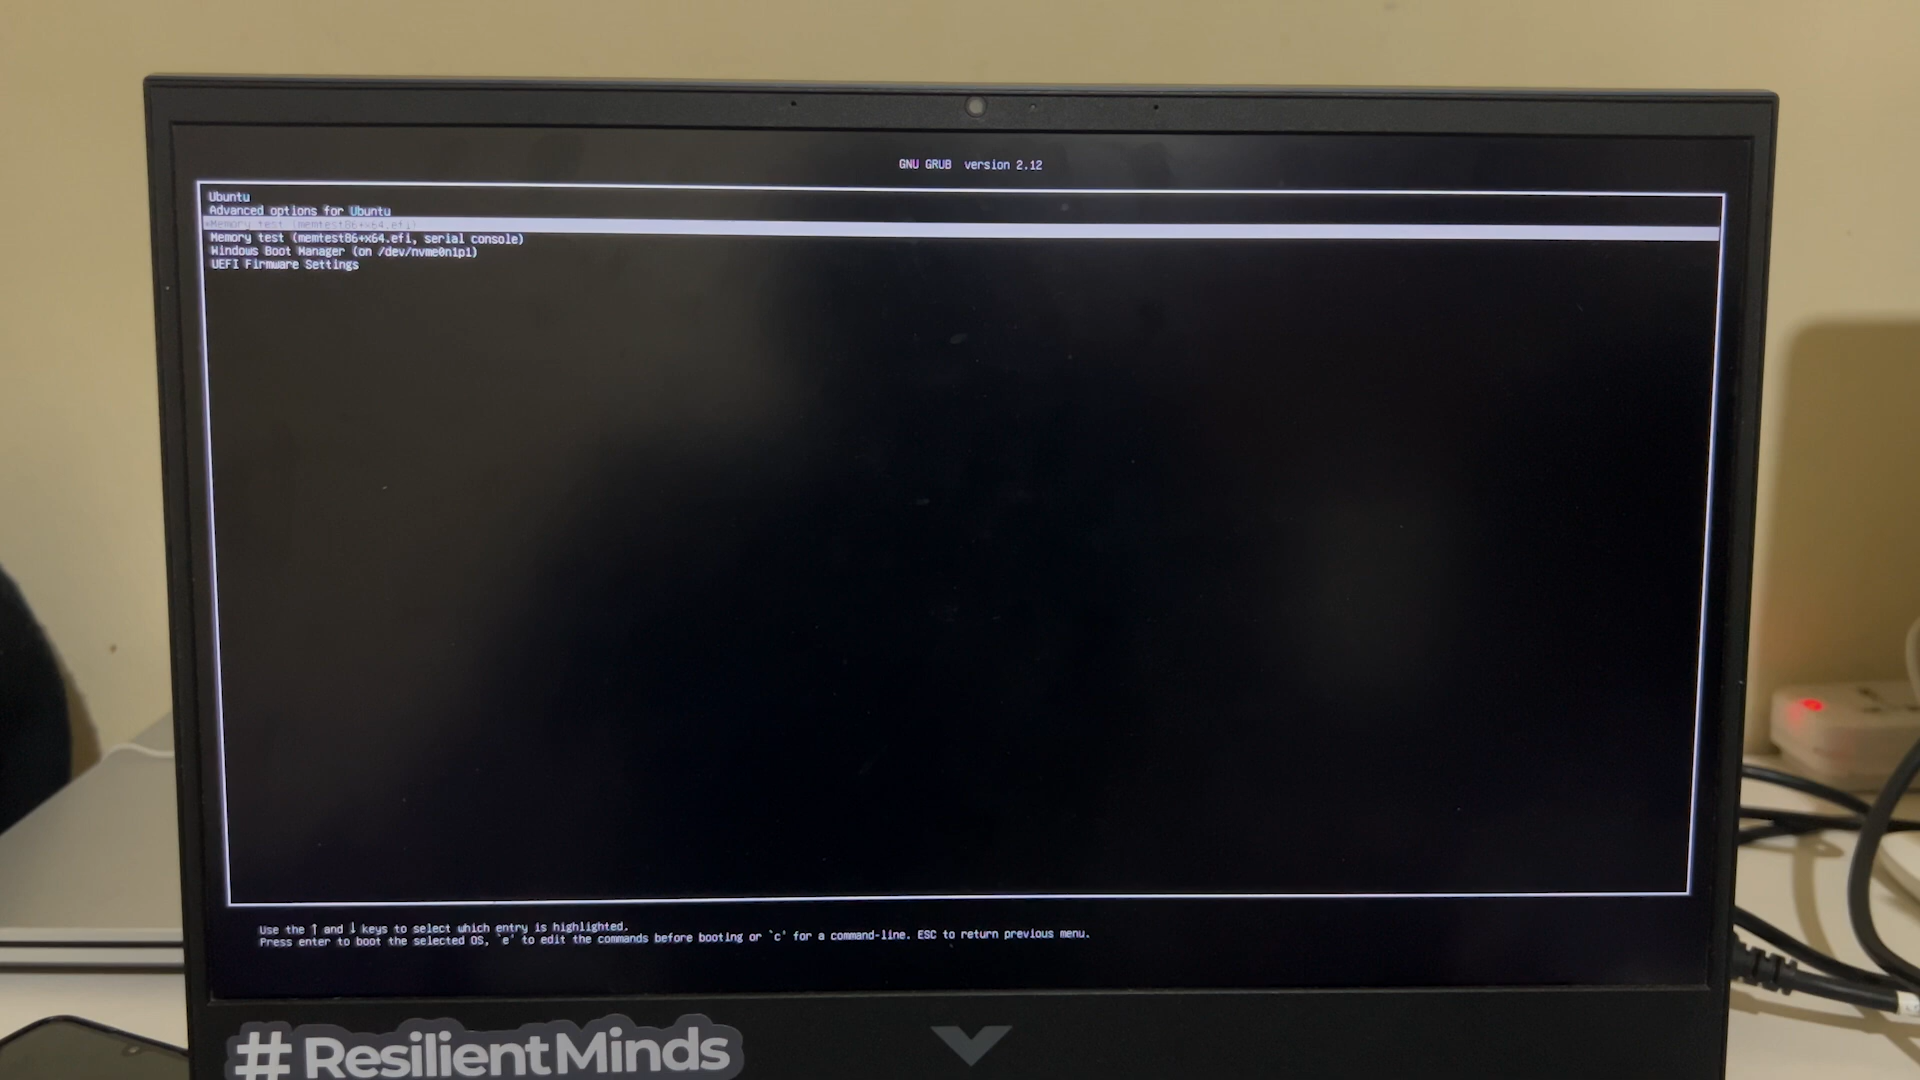 GNU GRUB version 2.12
Ubuntu
Advanced options for Ubuntu
*Memory test (memtest86+x64.efi)
Memory test (memtest86+x64.efi, serial console)
Windows Boot Manager (on /dev/nvme0n1p1)
UEFI Firmware Settings
Use the ↑ and ↓ keys to select which entry is highlighted.
Press enter to boot the selected OS, `e' to edit the commands before booting or `c' for a command-line. ESC to return previous menu.
#ResilientMinds